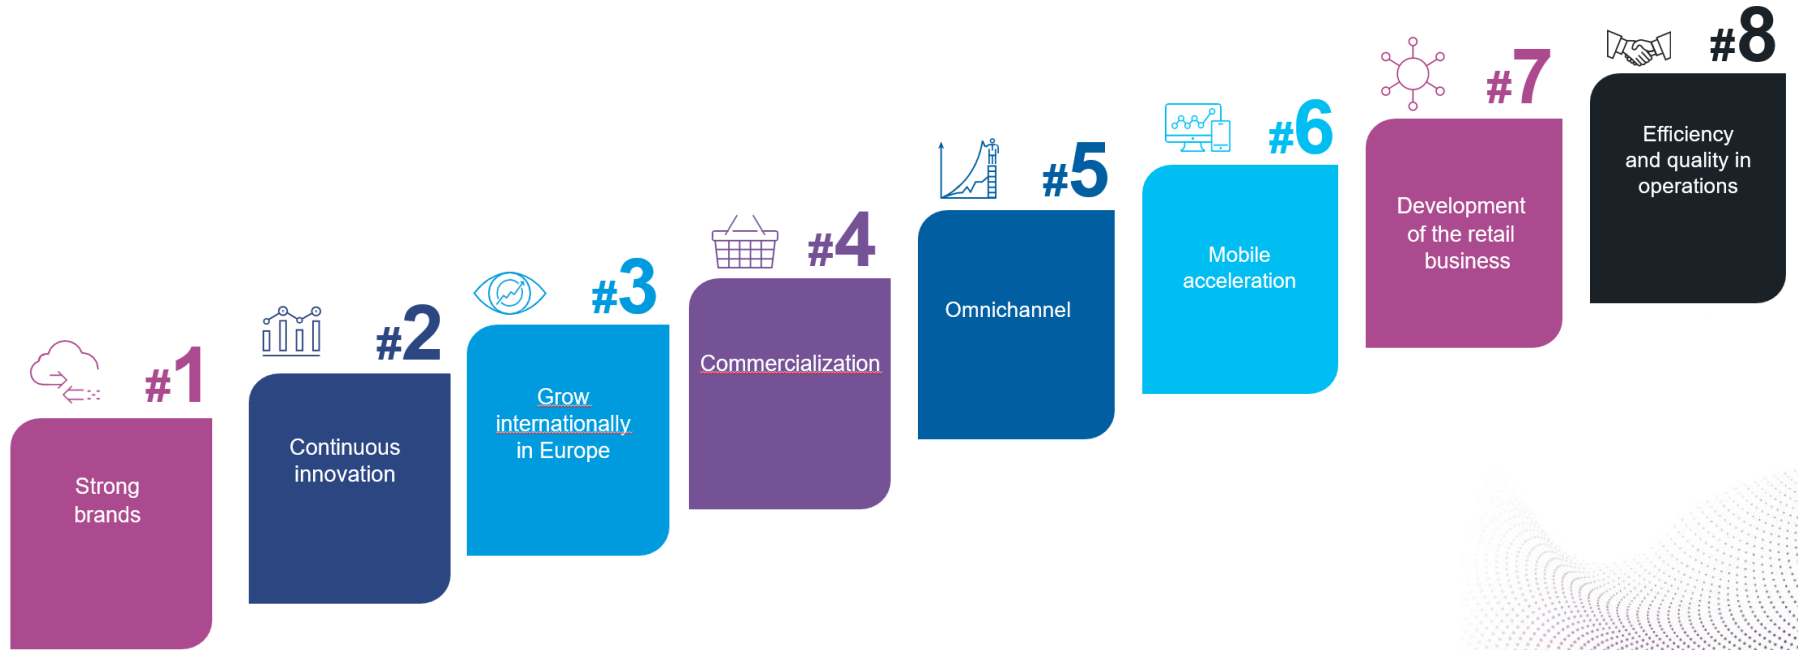 #1
Strong
brands
#2
Continuous
innovation
#3
Grow
internationally
in Europe
#4
Commercialization
#5
Omnichannel
#6
Mobile
acceleration
#7
Development
of the retail
business
#8
Efficiency
and quality in
operations